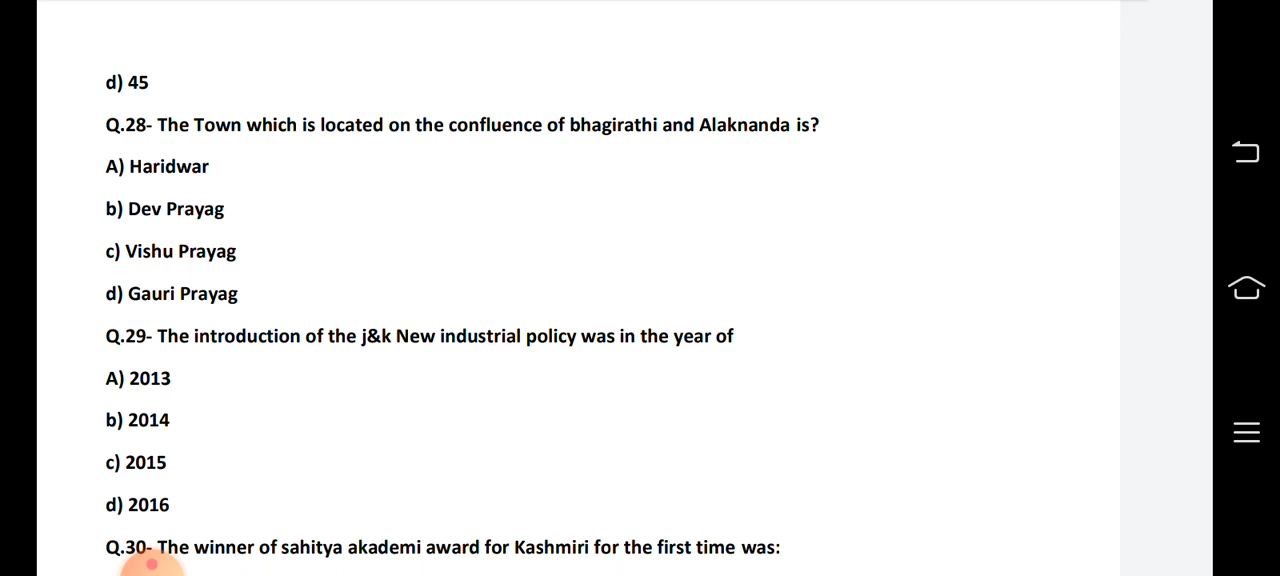 d) 45
Q.28- The Town which is located on the confluence of bhagirathi and Alaknanda is?
A) Haridwar
b) Dev Prayag
c) Vishu Prayag
d) Gauri Prayag
Q.29- The introduction of the j&k New industrial policy was in the year of
A) 2013
b) 2014
c) 2015
d) 2016
Q.30- The winner of sahitya akademi award for Kashmiri for the first time was: